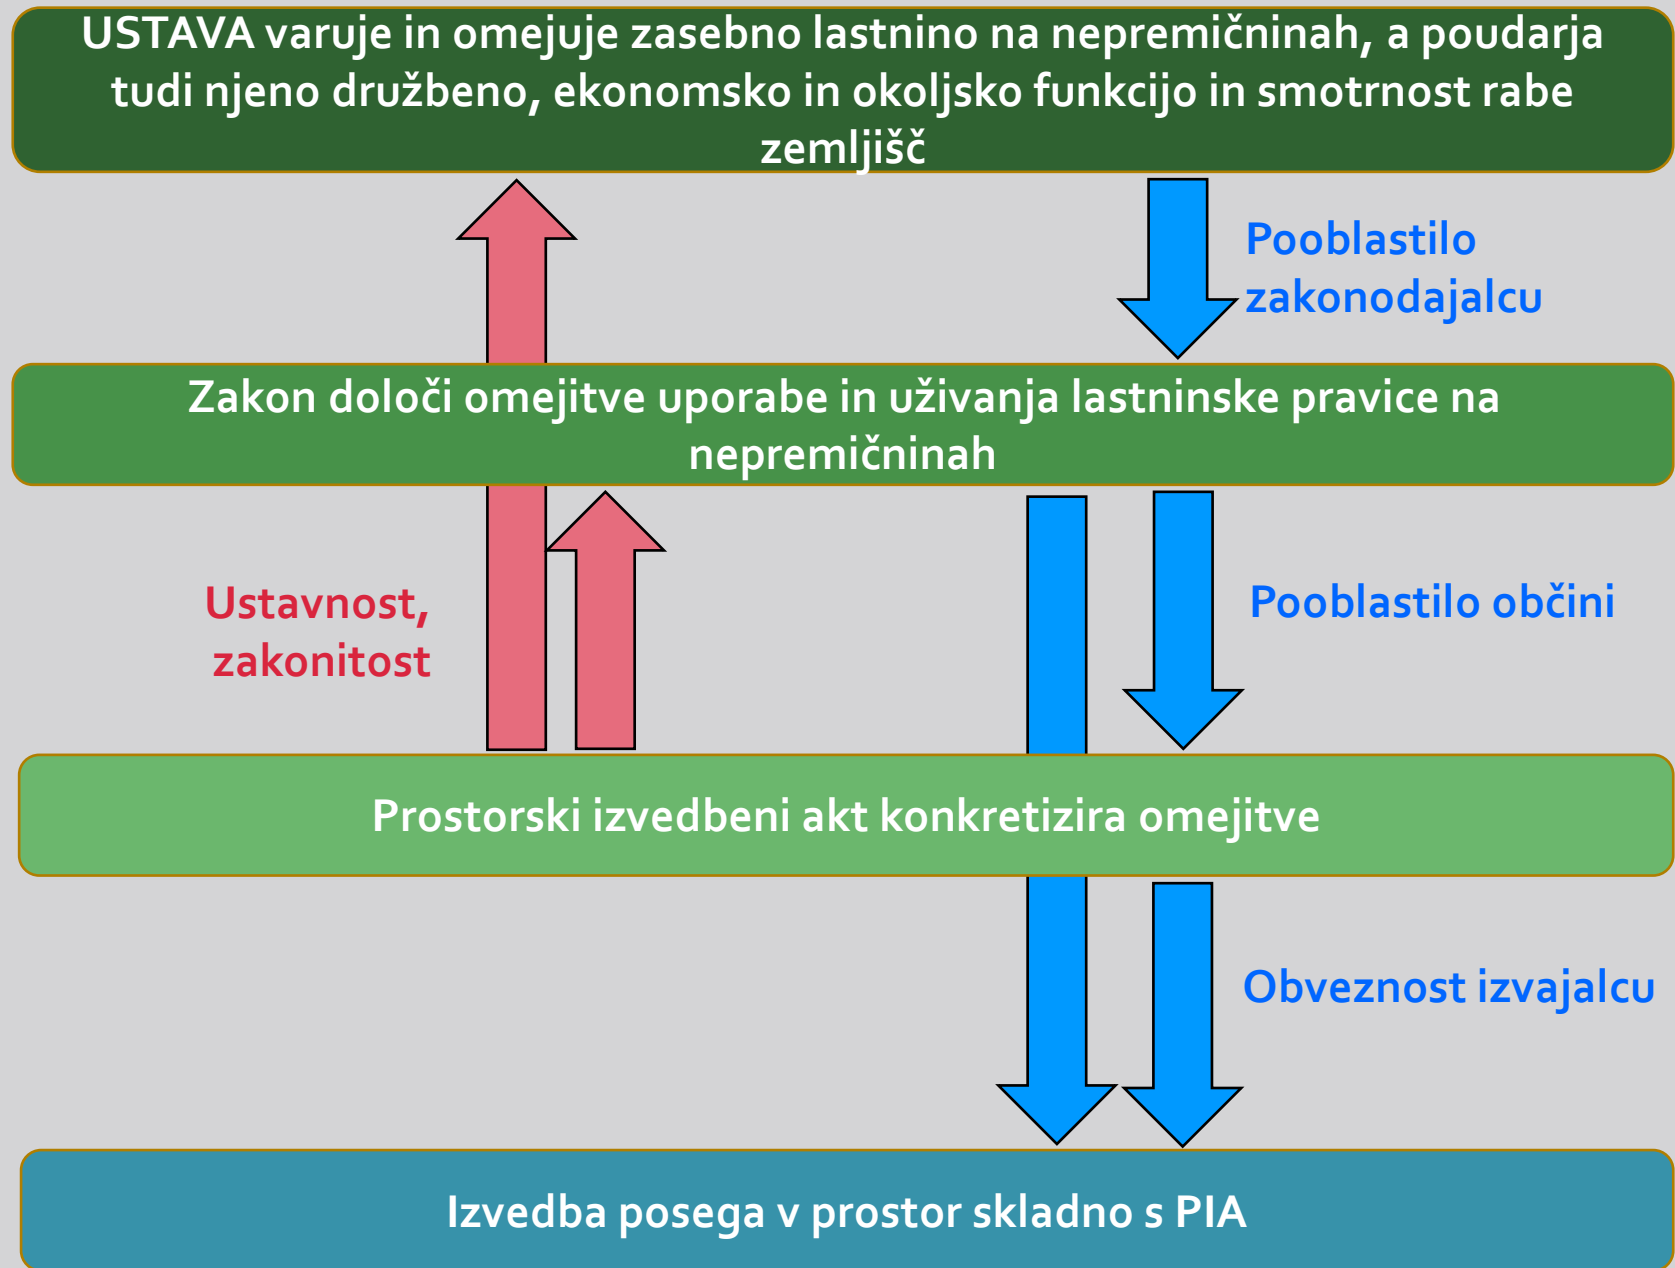 USTAVA varuje in omejuje zasebno lastnino na nepremičninah, a poudarja
tudi njeno družbeno, ekonomsko in okoljsko funkcijo in smotrnost rabe
zemljišč
Pooblastilo
zakonodajalcu
Zakon določi omejitve uporabe in uživanja lastninske pravice na
nepremičninah
Ustavnost,
zakonitost
Pooblastilo občini
Prostorski izvedbeni akt konkretizira omejitve
Obveznost izvajalcu
Izvedba posega v prostor skladno s PIA